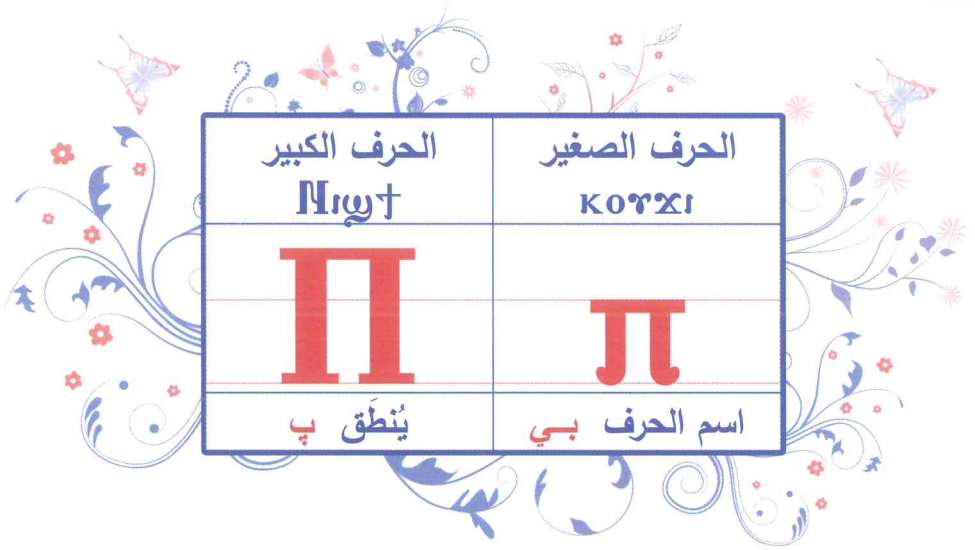 الحرف الصغير
ⲕⲟⲩϫⲓ
الحرف الكبير
Ⲛⲓϣϯ
ⲡ
Ⲡ
اسم الحرف بـي
يُنطَق پ